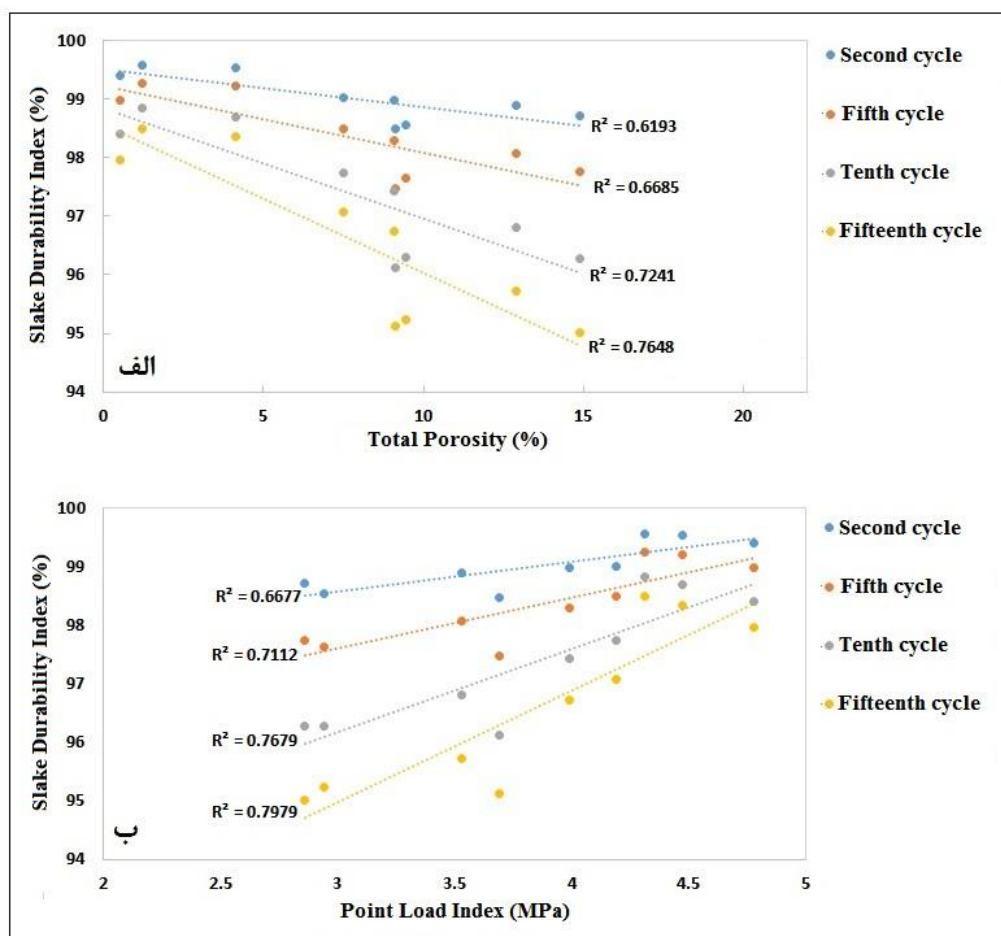 100
99
98
97
96
95
94
Slake Durability Index (%)
R² = 0.6193
R² = 0.6685
R² = 0.7241
R² = 0.7648
الف
0 5 10 15 20
Total Porosity (%)
Second cycle
Fifth cycle
Tenth cycle
Fifteenth cycle
100
99
98
97
96
95
94
Slake Durability Index (%)
R² = 0.6677
R² = 0.7112
R² = 0.7679
R² = 0.7979
ب
2 2.5 3 3.5 4 4.5 5
Point Load Index (MPa)
Second cycle
Fifth cycle
Tenth cycle
Fifteenth cycle